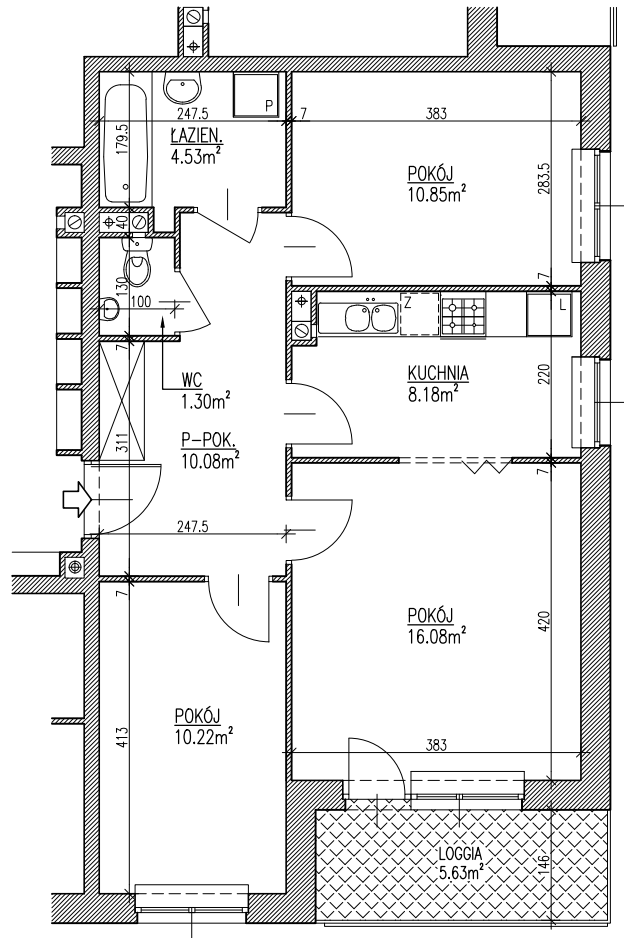 P
247.5
7
383
179.5
ŁAZIEN.
4.53m²
POKÓJ
10.85m²
283.5
40
130
100
7
Z
L
WC
1.30m²
KUCHNIA
8.18m²
220
7
311
P-POK.
10.08m²
7
247.5
7
POKÓJ
16.08m²
420
POKÓJ
10.22m²
413
383
LOGGIA
5.63m²
146